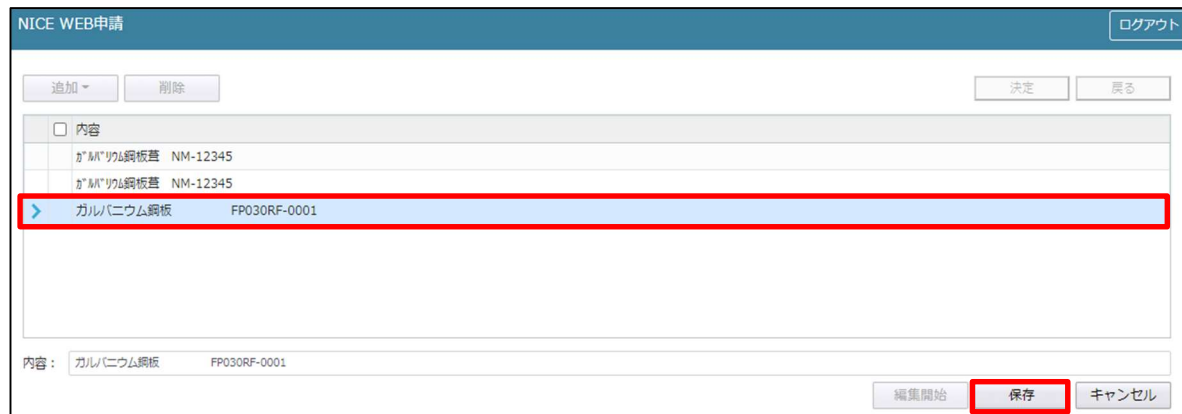 NICE WEB申請 ログアウト
追加 削除 決定 戻る
内容
ｶﾞﾙﾊﾞﾘｳﾑ鋼板葺 NM-12345
ｶﾞﾙﾊﾞﾘｳﾑ鋼板葺 NM-12345
ガルバニウム鋼板 FP030RF-0001
内容： ガルバニウム鋼板 FP030RF-0001
編集開始 保存 キャンセル